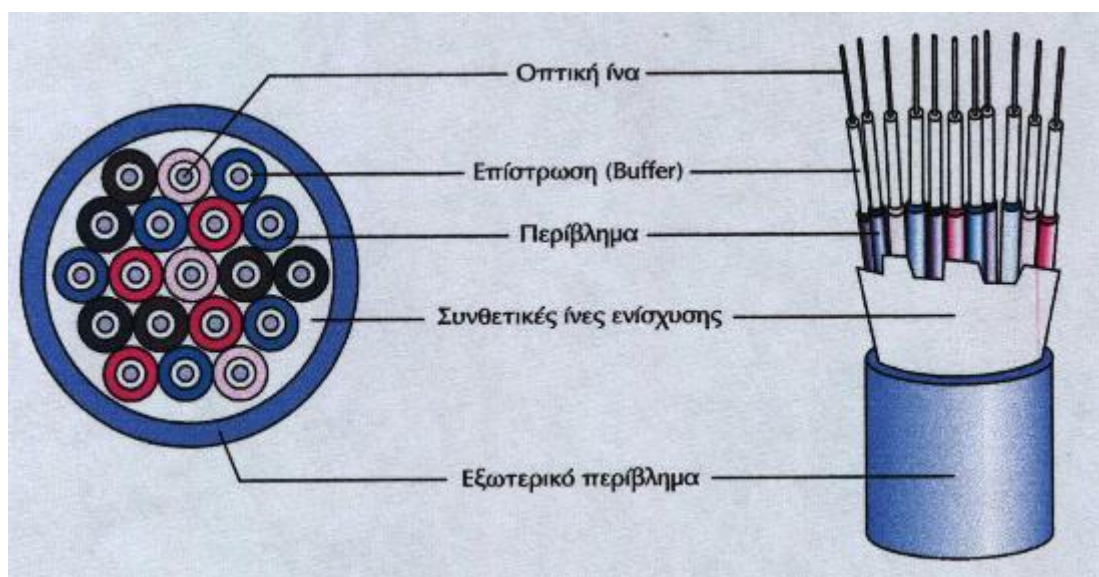 Οπτική ίνα
Επίστρωση (Buffer)
Περίβλημα
Συνθετικές ίνες ενίσχυσης
Εξωτερικό περίβλημα